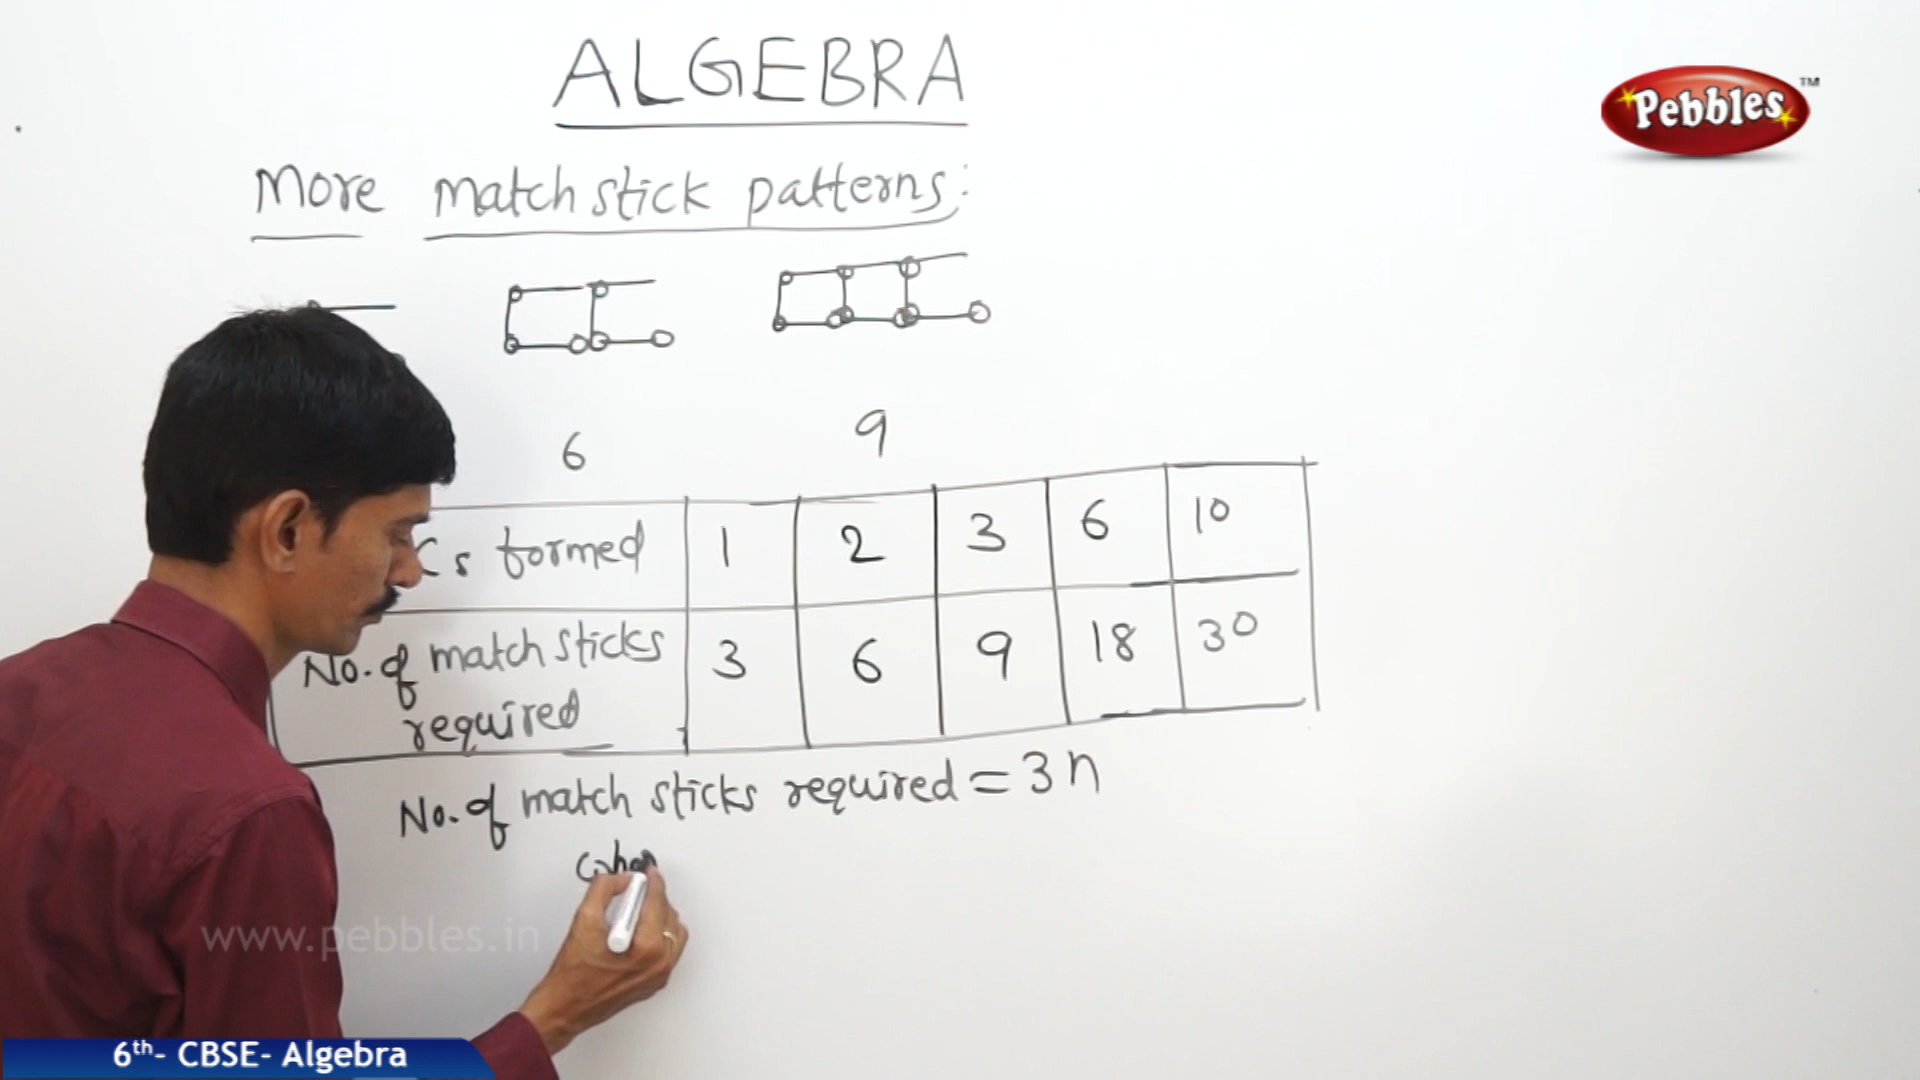 ALGEBRA
Pebbles™
More match stick patterns:
6 9
Cs formed 1 2 3 6 10
No. of match sticks required 3 6 9 18 30
No. of match sticks required = 3n
www.pebbles.in
6th- CBSE- Algebra